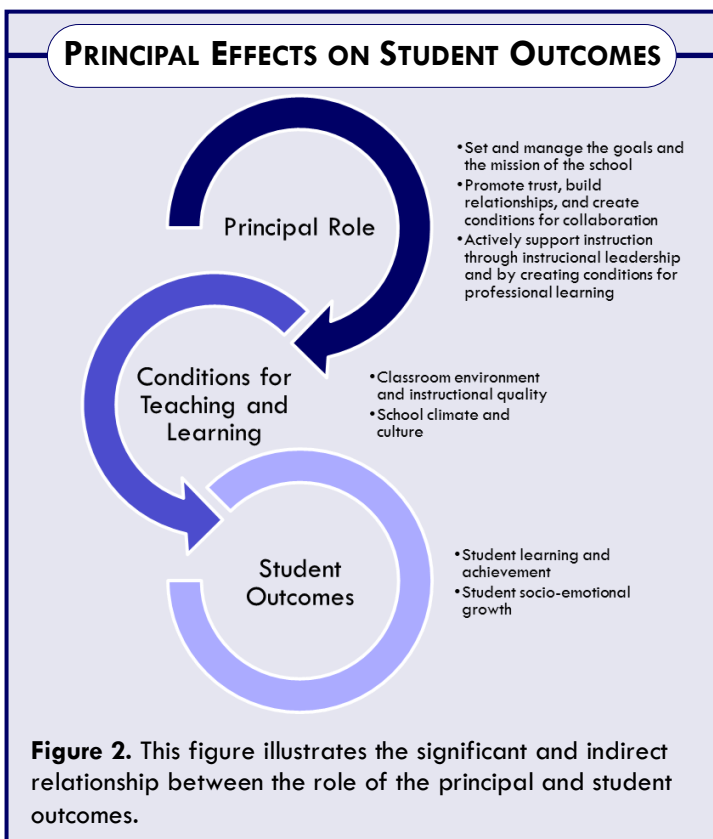 PRINCIPAL EFFECTS ON STUDENT OUTCOMES
Principal Role
•Set and manage the goals and
the mission of the school
•Promote trust, build
relationships, and create
conditions for collaboration
•Actively support instruction
through instrucional leadership
and by creating conditions for
professional learning
Conditions for
Teaching and
Learning
•Classroom environment
and instructional quality
•School climate and
culture
Student
Outcomes
•Student learning and
achievement
•Student socio-emotional
growth
Figure 2. This figure illustrates the significant and indirect
relationship between the role of the principal and student
outcomes.